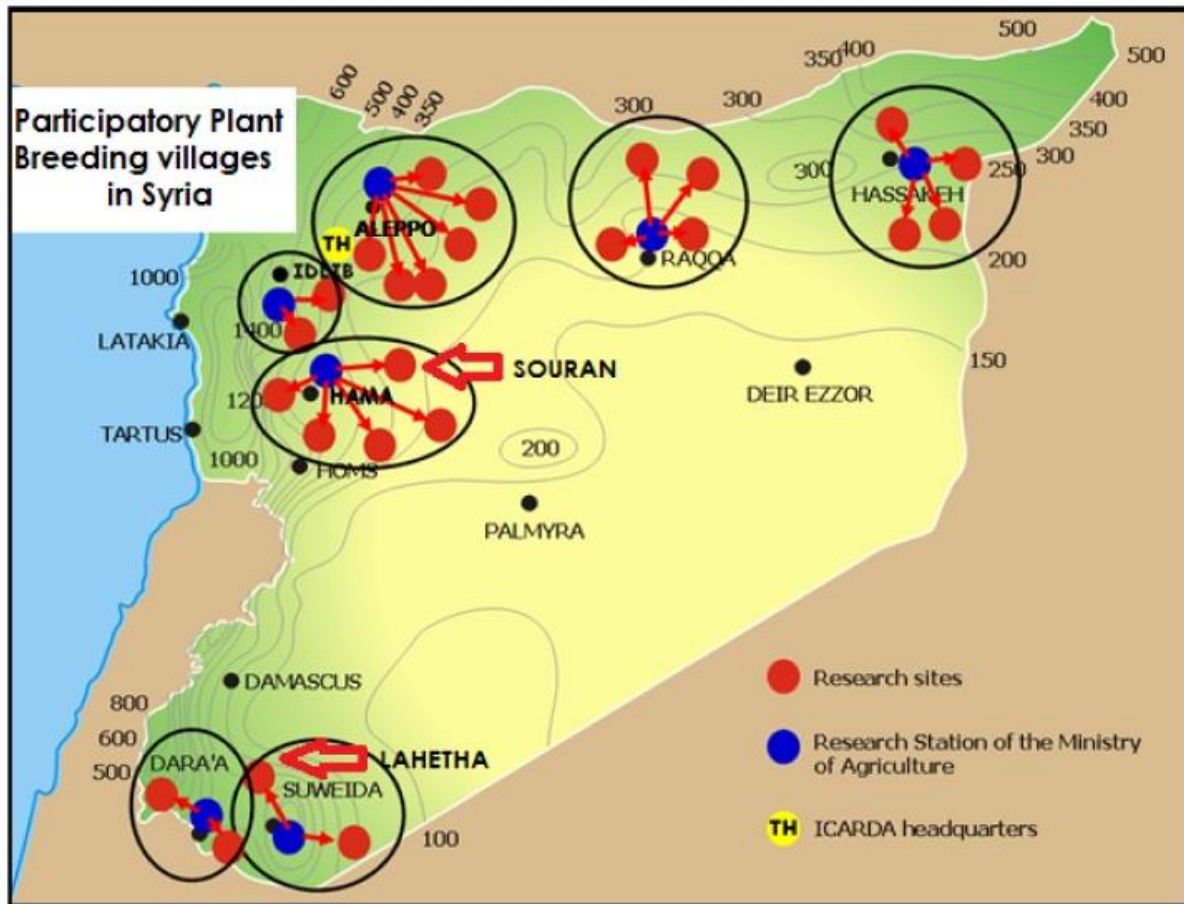 Participatory Plant
Breeding villages
in Syria
600
500
400
350
300
300
350
400
500
500
400
350
300
250
200
150
300
HASSAKEH
ALEPPO
TH
RAQQA
IDLIB
1000
1400
LATAKIA
SOURAN
DEIR EZZOR
120
HAMA
TARTUS
1000
HOMS
200
PALMYRA
DAMASCUS
800
600
500
DARA'A
LAHETHA
SUWEIDA
100
Research sites
Research Station of the Ministry
of Agriculture
TH
ICARDA headquarters